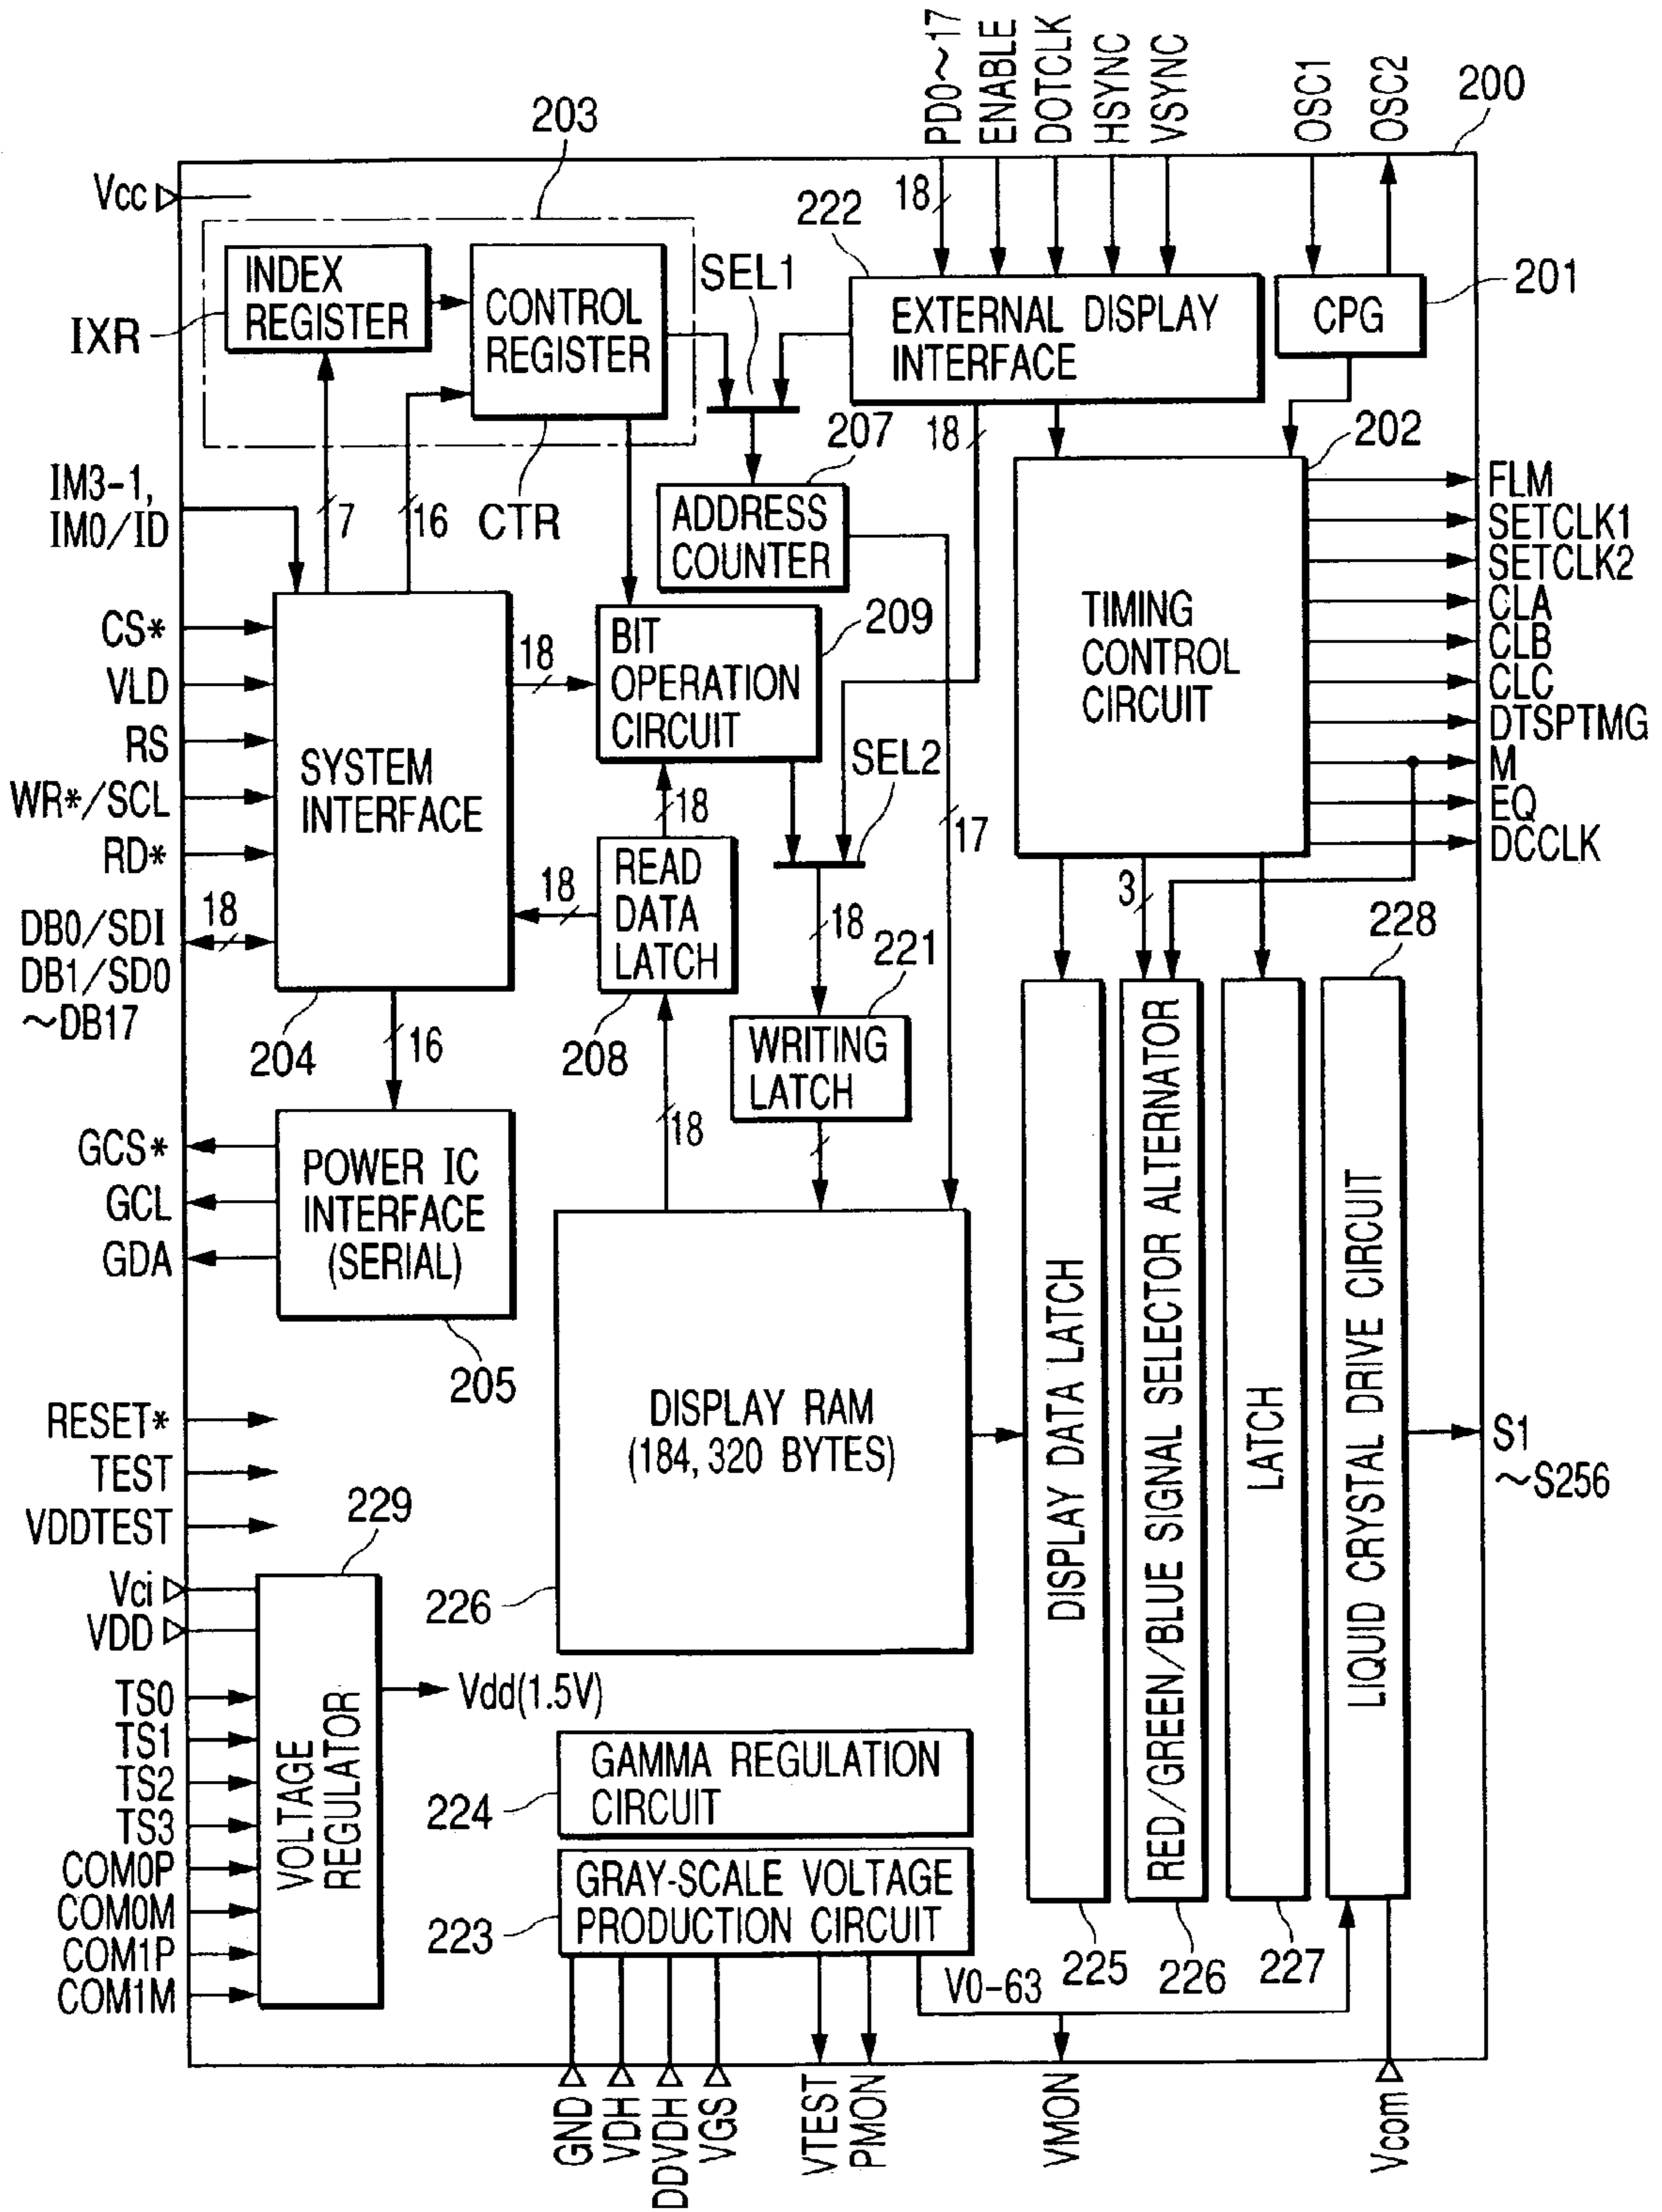 PD0~17
ENABLE
DOTCLK
HSYNC
VSYNC
OSC1
OSC2
200
203
Vcc
18
222
INDEX
REGISTER
IXR
CONTROL
REGISTER
SEL1
EXTERNAL DISPLAY
INTERFACE
CPG
201
207
18
202
IM3-1,
IM0/ID
7
16
CTR
ADDRESS
COUNTER
FLM
SETCLK1
SETCLK2
CLA
CLB
CLC
DTSPTMG
M
EQ
DCCLK
TIMING
CONTROL
CIRCUIT
CS*
VLD
RS
WR*/SCL
RD*
DB0/SDI
DB1/SD0
~DB17
18
SYSTEM
INTERFACE
204
18
BIT
OPERATION
CIRCUIT
209
SEL2
18
17
READ
DATA
LATCH
18
208
18
221
3
228
WRITING
LATCH
16
18
GCS*
GCL
GDA
POWER IC
INTERFACE
(SERIAL)
205
DISPLAY RAM
(184,320 BYTES)
226
DISPLAY DATA LATCH
RED/GREEN/BLUE SIGNAL SELECTOR ALTERNATOR
LATCH
LIQUID CRYSTAL DRIVE CIRCUIT
S1
~S256
RESET*
TEST
VDDTEST
229
Vci
VDD
TS0
TS1
TS2
TS3
COM0P
COM0M
COM1P
COM1M
VOLTAGE
REGULATOR
Vdd(1.5V)
GAMMA REGULATION
CIRCUIT
224
GRAY-SCALE VOLTAGE
PRODUCTION CIRCUIT
223
V0-63
225
226
227
GND
VDH
DDVDH
VGS
VTEST
PMON
VMON
Vcom